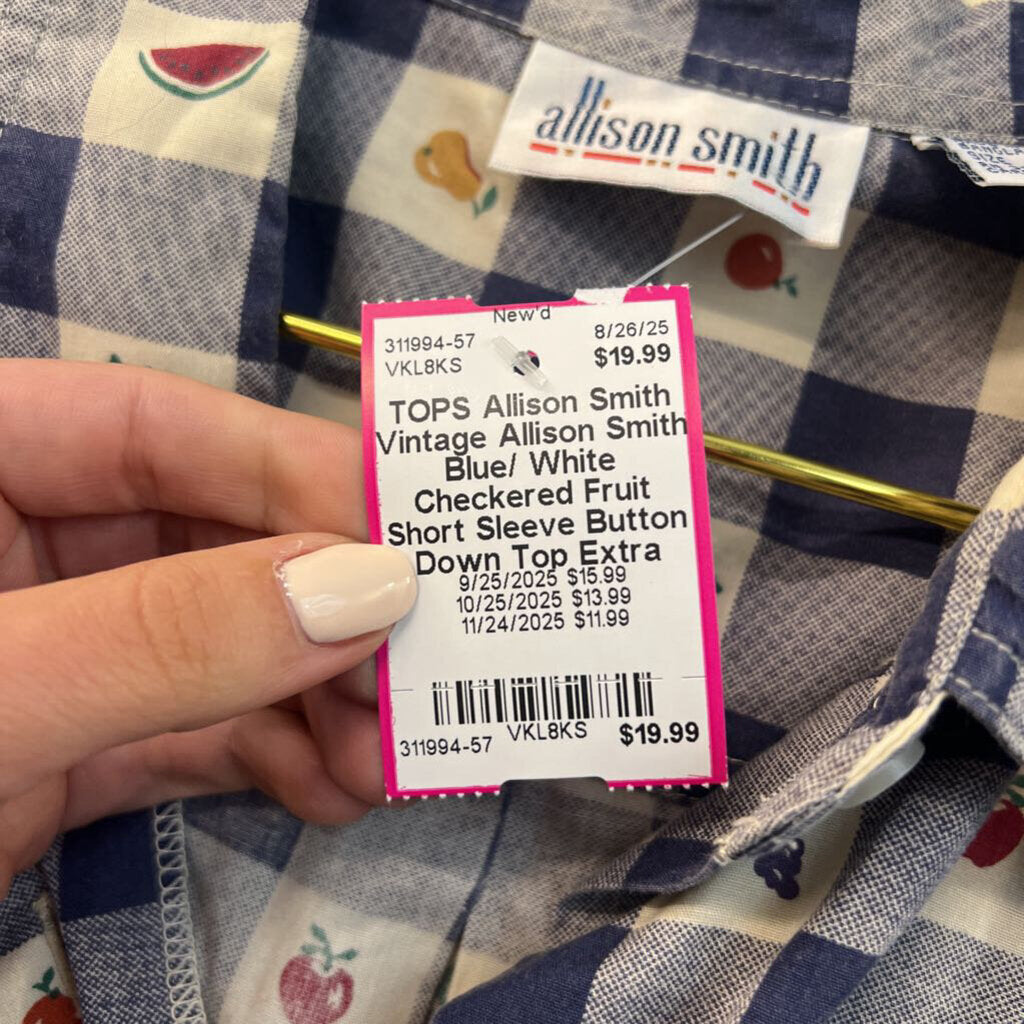 allison smith
New'd
311994-57 8/26/25
VKL8KS $19.99
TOPS Allison Smith
Vintage Allison Smith
Blue/ White
Checkered Fruit
Short Sleeve Button
Down Top Extra
9/25/2025 $15.99
10/25/2025 $13.99
11/24/2025 $11.99
311994-57 VKL8KS $19.99